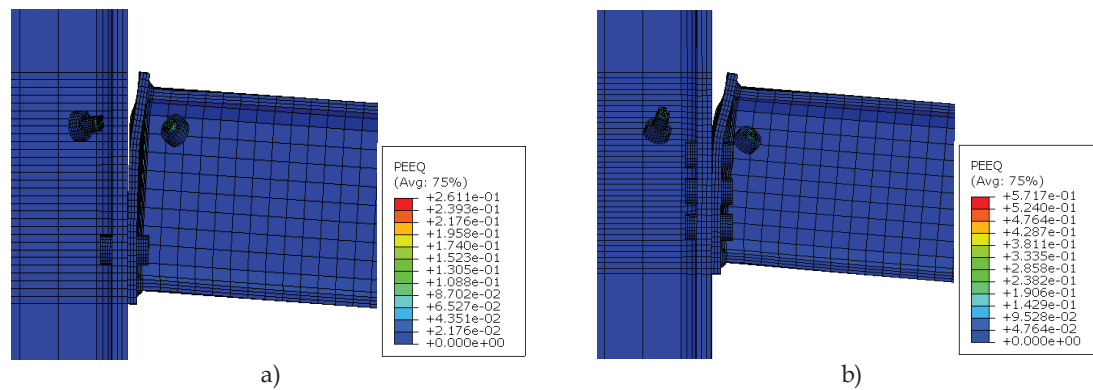 PEEQ
(Avg: 75%)
+2.611e-01
+2.393e-01
+2.176e-01
+1.958e-01
+1.740e-01
+1.523e-01
+1.305e-01
+1.088e-01
+8.702e-02
+6.527e-02
+4.351e-02
+2.176e-02
+0.000e+00
a)
PEEQ
(Avg: 75%)
+5.717e-01
+5.240e-01
+4.764e-01
+4.287e-01
+3.811e-01
+3.335e-01
+2.858e-01
+2.382e-01
+1.906e-01
+1.429e-01
+9.528e-02
+4.764e-02
+0.000e+00
b)